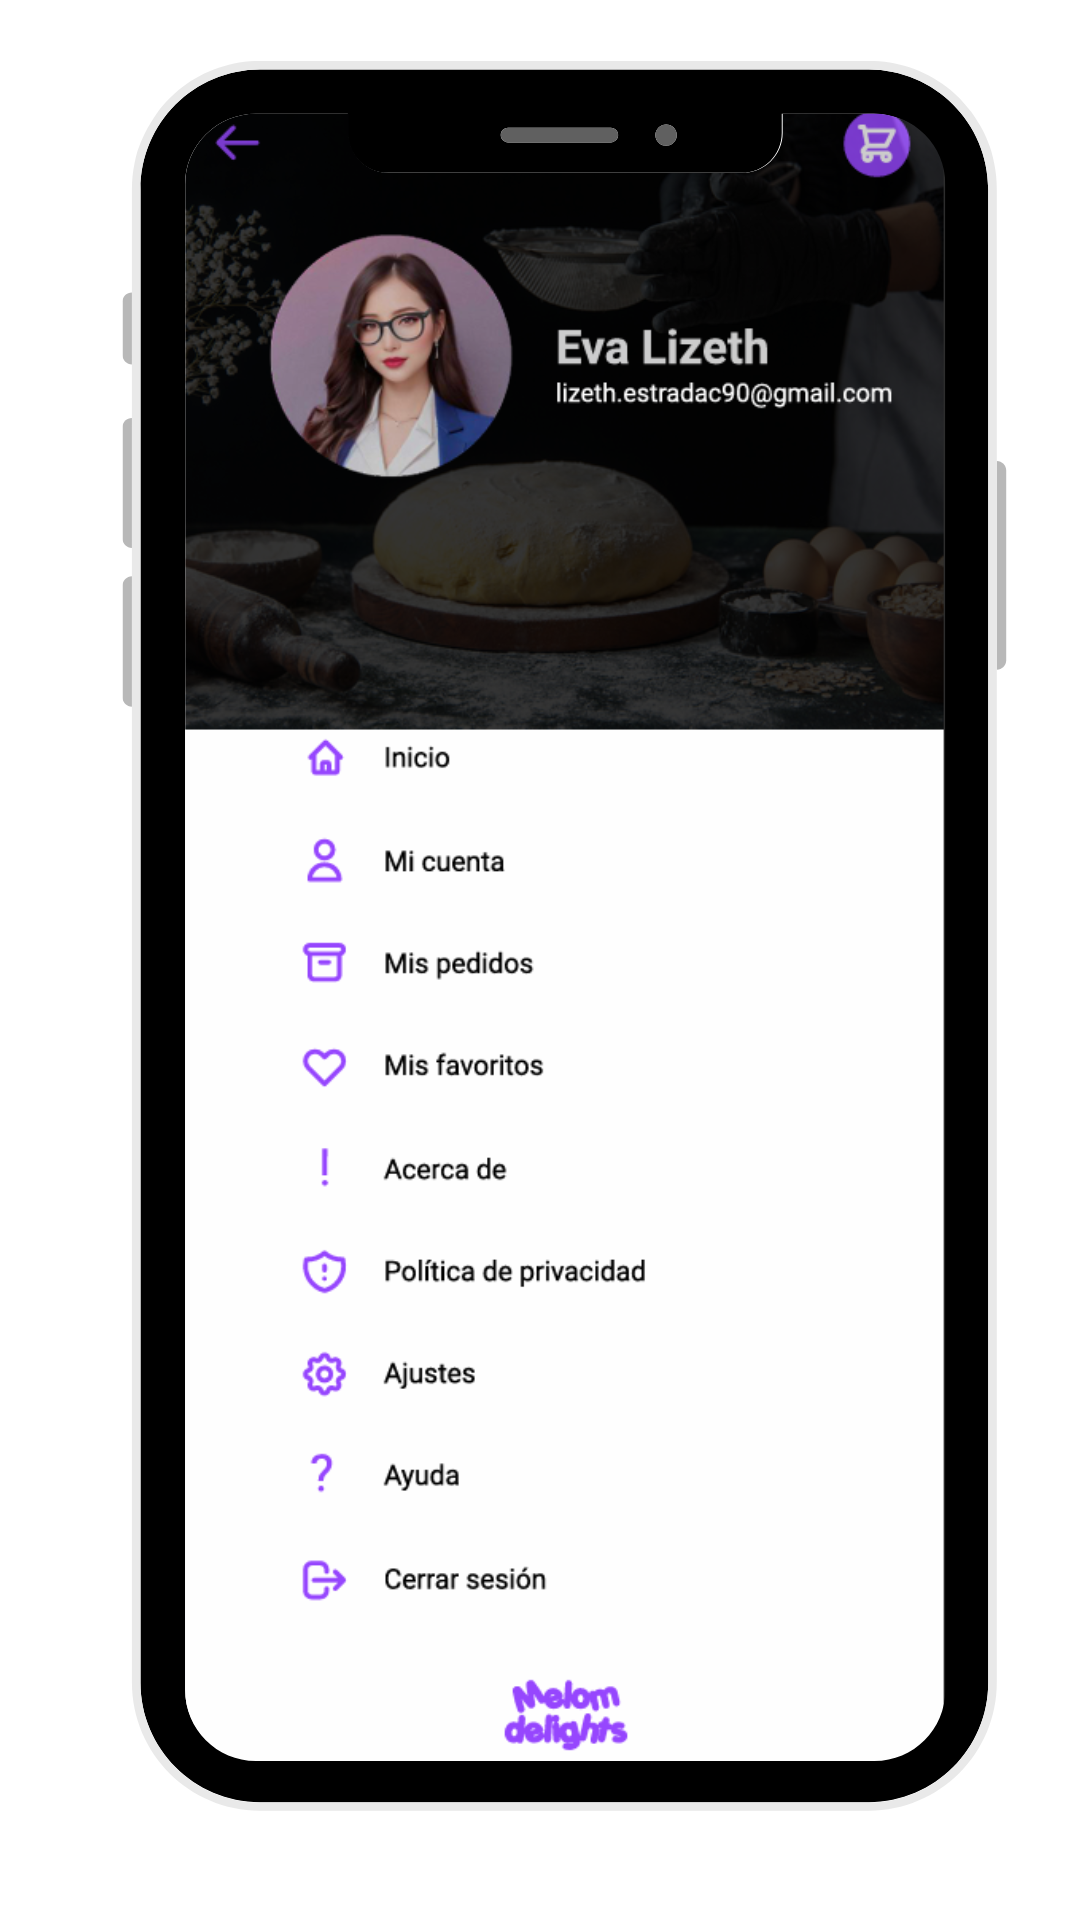 Eva Lizeth
lizeth.estradac90@gmail.com
Inicio
Mi cuenta
Mis pedidos
Mis favoritos
Acerca de
Política de privacidad
Ajustes
Ayuda
Cerrar sesión
Melom
delights